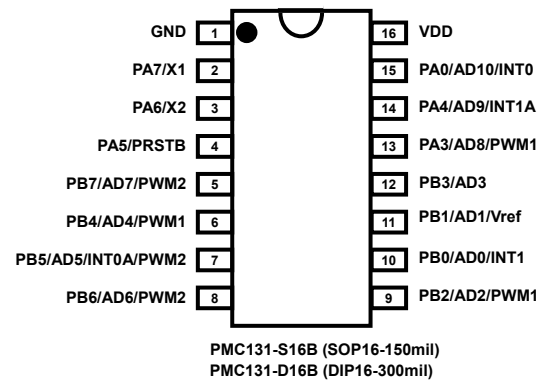 GND 1 16 VDD
PA7/X1 2 15 PA0/AD10/INT0
PA6/X2 3 14 PA4/AD9/INT1A
PA5/PRSTB 4 13 PA3/AD8/PWM1
PB7/AD7/PWM2 5 12 PB3/AD3
PB4/AD4/PWM1 6 11 PB1/AD1/Vref
PB5/AD5/INT0A/PWM2 7 10 PB0/AD0/INT1
PB6/AD6/PWM2 8 9 PB2/AD2/PWM1
PMC131-S16B (SOP16-150mil)
PMC131-D16B (DIP16-300mil)